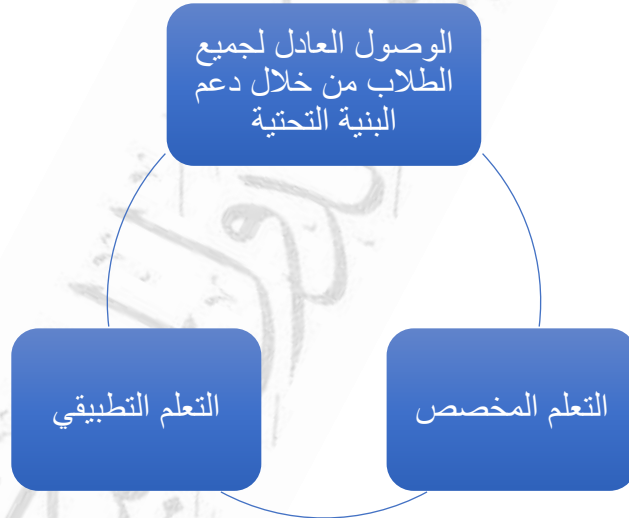 الوصول العادل لجميع
الطلاب من خلال دعم
البنية التحتية
التعلم المخصص
التعلم التطبيقي